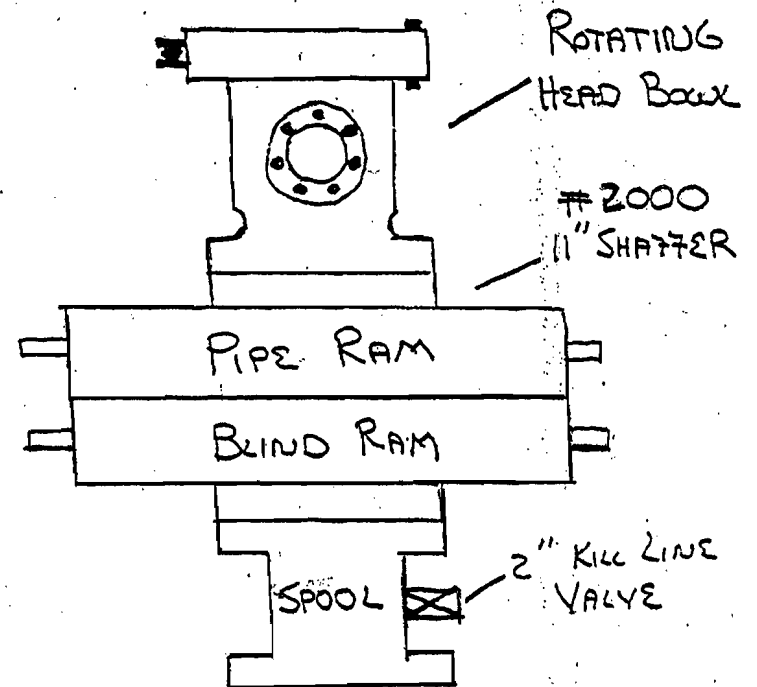 ROTATING
HEAD BOWL
#2000
11" SHAFFER
PIPE RAM
BLIND RAM
SPOOL
2" KILL LINE
VALVE